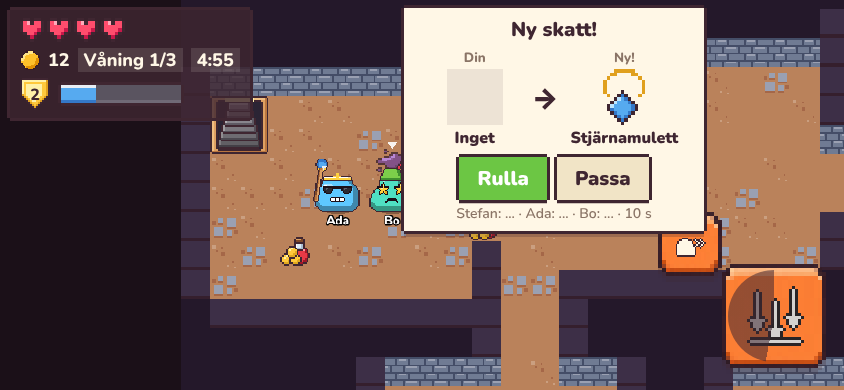 12 Våning 1/3 4:55
2
Ny skatt!
Din Ny!
Inget Stjärnamulett
Rulla Passa
Stefan: ... · Ada: ... · Bo: ... · 10 s
Ada Bo